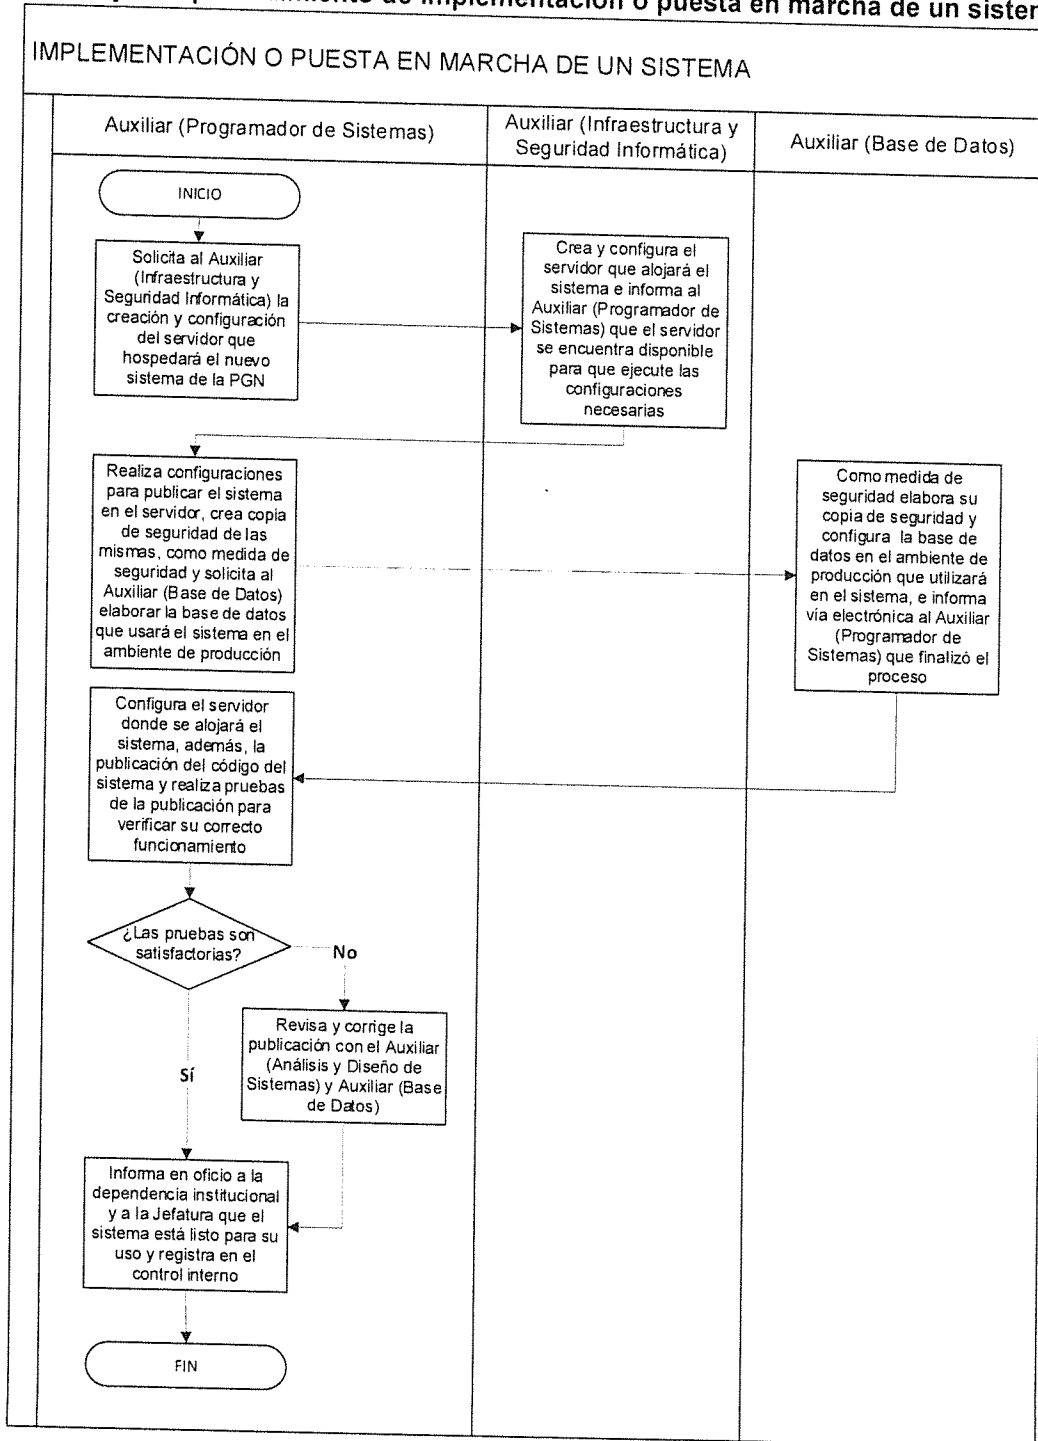 miento de implementación o puesta en marcha de un sistem
IMPLEMENTACIÓN O PUESTA EN MARCHA DE UN SISTEMA
Auxiliar (Programador de Sistemas)
Auxiliar (Infraestructura y
Seguridad Informática)
Auxiliar (Base de Datos)
INICIO
Solicita al Auxiliar
(Infraestructura y
Seguridad Informática) la
creación y configuración
del servidor que
hospedará el nuevo
sistema de la PGN
Crea y configura el
servidor que alojará el
sistema e informa al
Auxiliar (Programador de
Sistemas) que el servidor
se encuentra disponible
para que ejecute las
configuraciones
necesarias
Realiza configuraciones
para publicar el sistema
en el servidor, crea copia
de seguridad de las
mismas, como medida de
seguridad y solicita al
Auxiliar (Base de Datos)
elaborar la base de datos
que usará el sistema en el
ambiente de producción
Como medida de
seguridad elabora su
copia de seguridad y
configura la base de
datos en el ambiente de
producción que utilizará
en el sistema, e informa
vía electrónica al Auxiliar
(Programador de
Sistemas) que finalizó el
proceso
Configura el servidor
donde se alojará el
sistema, además, la
publicación del código del
sistema y realiza pruebas
de la publicación para
verificar su correcto
funcionamiento
¿Las pruebas son
satisfactorias?
No
Revisa y corrige la
publicación con el Auxiliar
(Análisis y Diseño de
Sistemas) y Auxiliar (Base
de Datos)
Sí
Informa en oficio a la
dependencia institucional
y a la Jefatura que el
sistema está listo para su
uso y registra en el
control interno
FIN